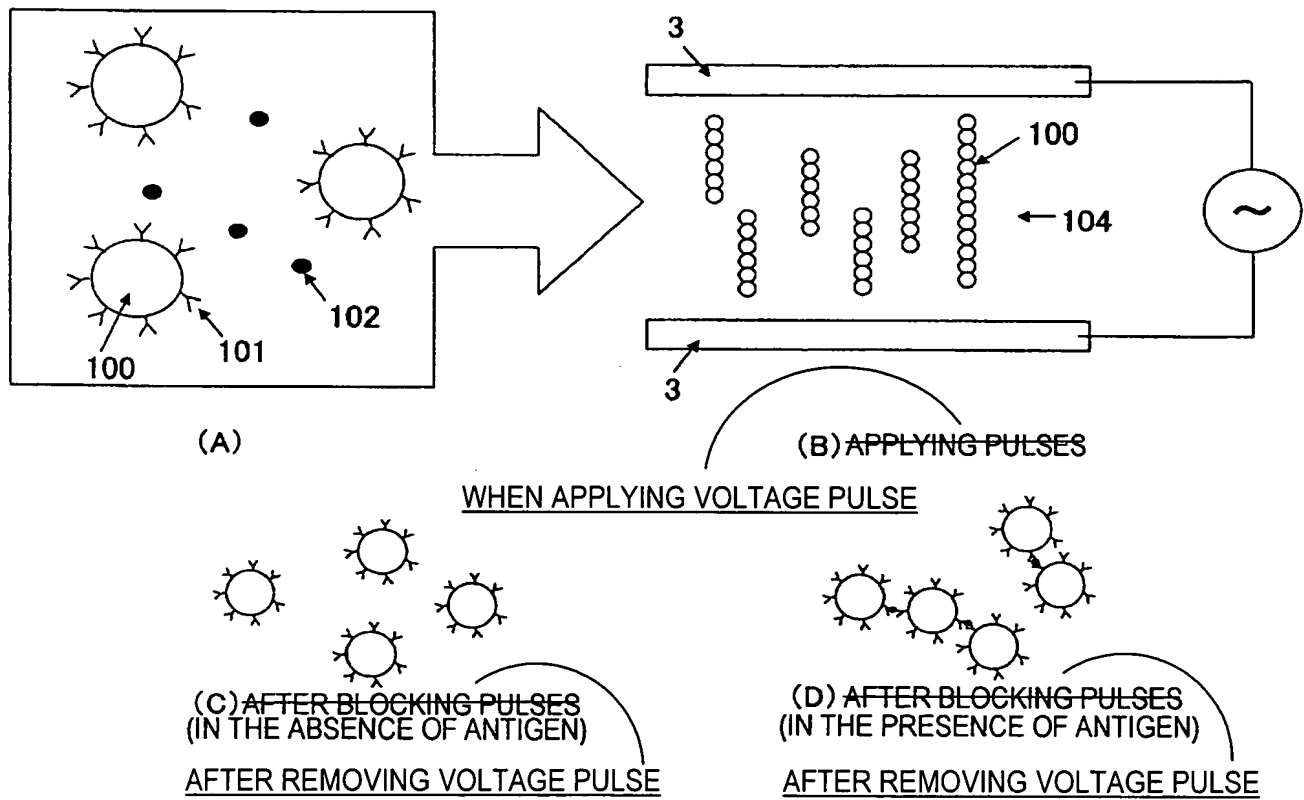 3
100
104
~
102
101
100
3
(A)
(B) APPLYING PULSES
WHEN APPLYING VOLTAGE PULSE
(C) AFTER BLOCKING PULSES
(IN THE ABSENCE OF ANTIGEN)
AFTER REMOVING VOLTAGE PULSE
(D) AFTER BLOCKING PULSES
(IN THE PRESENCE OF ANTIGEN)
AFTER REMOVING VOLTAGE PULSE